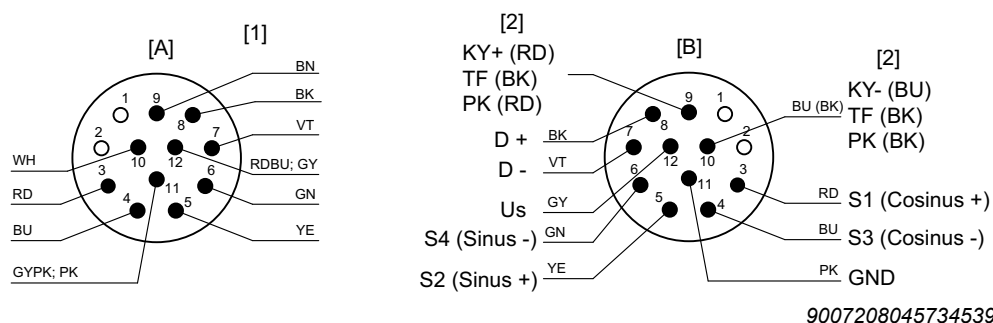 [1]
[A]
BN
BK
VT
RDBU; GY
GN
YE
WH
RD
BU
GYPK; PK
1
9
8
2
7
10
12
3
11
6
4
5
[2]
KY+ (RD)
TF (BK)
PK (RD)
[B]
[2]
KY- (BU)
TF (BK)
PK (BK)
BU (BK)
D + BK
D - VT
Us GY
S4 (Sinus -) GN
S2 (Sinus +) YE
9
1
8
7
2
12
10
6
11
3
5
4
RD S1 (Cosinus +)
BU S3 (Cosinus -)
PK GND
9007208045734539